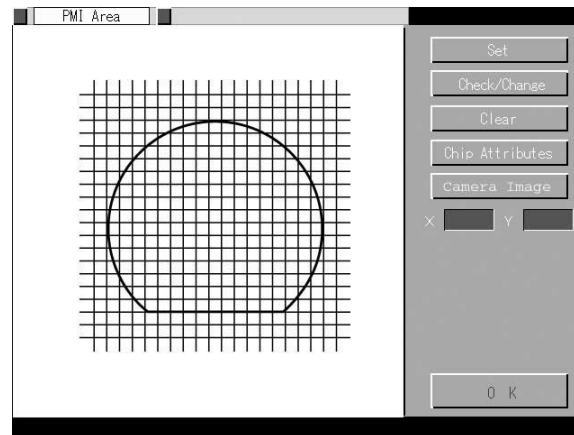 PMI Area
Set
Check/Change
Clear
Chip Attributes
Camera Image
X Y
O K